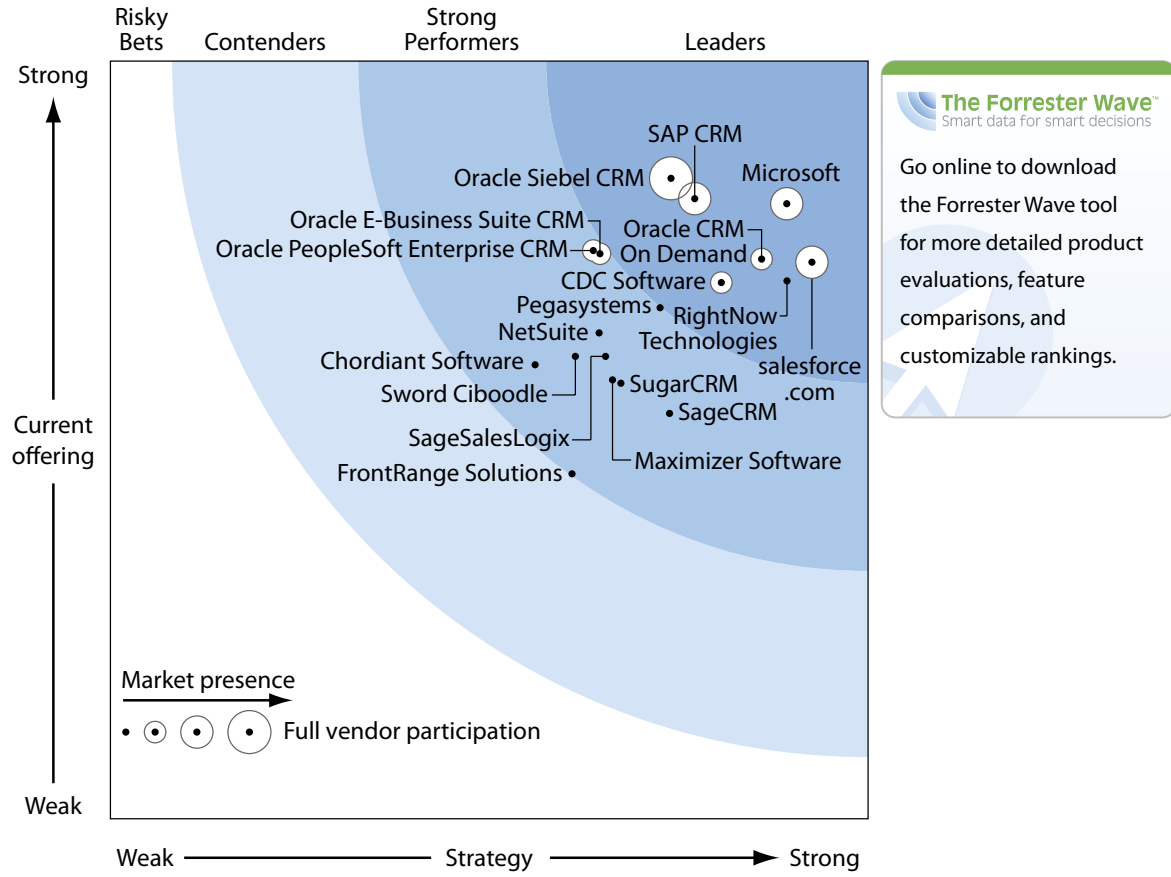 Risky
Bets
Contenders
Strong
Performers
Leaders
Strong
Current
offering
Weak
SAP CRM
Oracle Siebel CRM
Microsoft
Oracle E-Business Suite CRM
Oracle PeopleSoft Enterprise CRM
Oracle CRM
On Demand
CDC Software
Pegasystems
RightNow
Technologies
NetSuite
Chordiant Software
salesforce
.com
Sword Ciboodle
SugarCRM
SageCRM
SageSalesLogix
Maximizer Software
FrontRange Solutions
Market presence
Full vendor participation
Weak
Strategy
Strong
The Forrester Wave™
Smart data for smart decisions
Go online to download
the Forrester Wave tool
for more detailed product
evaluations, feature
comparisons, and
customizable rankings.